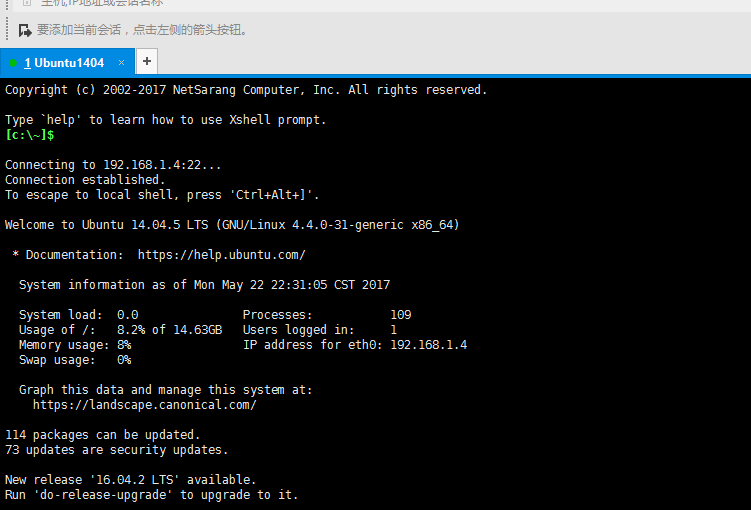 主机,IP地址或会话名称
要添加当前会话，点击左侧的箭头按钮。
1 Ubuntu1404 × +
Copyright (c) 2002-2017 NetSarang Computer, Inc. All rights reserved.
Type `help' to learn how to use Xshell prompt.
[c:\~]$
Connecting to 192.168.1.4:22...
Connection established.
To escape to local shell, press 'Ctrl+Alt+]'.
Welcome to Ubuntu 14.04.5 LTS (GNU/Linux 4.4.0-31-generic x86_64)
* Documentation:  https://help.ubuntu.com/
System information as of Mon May 22 22:31:05 CST 2017
System load:  0.0                Processes:           109
Usage of /:   8.2% of 14.63GB   Users logged in:     1
Memory usage: 8%                IP address for eth0: 192.168.1.4
Swap usage:   0%
Graph this data and manage this system at:
https://landscape.canonical.com/
114 packages can be updated.
73 updates are security updates.
New release '16.04.2 LTS' available.
Run 'do-release-upgrade' to upgrade to it.